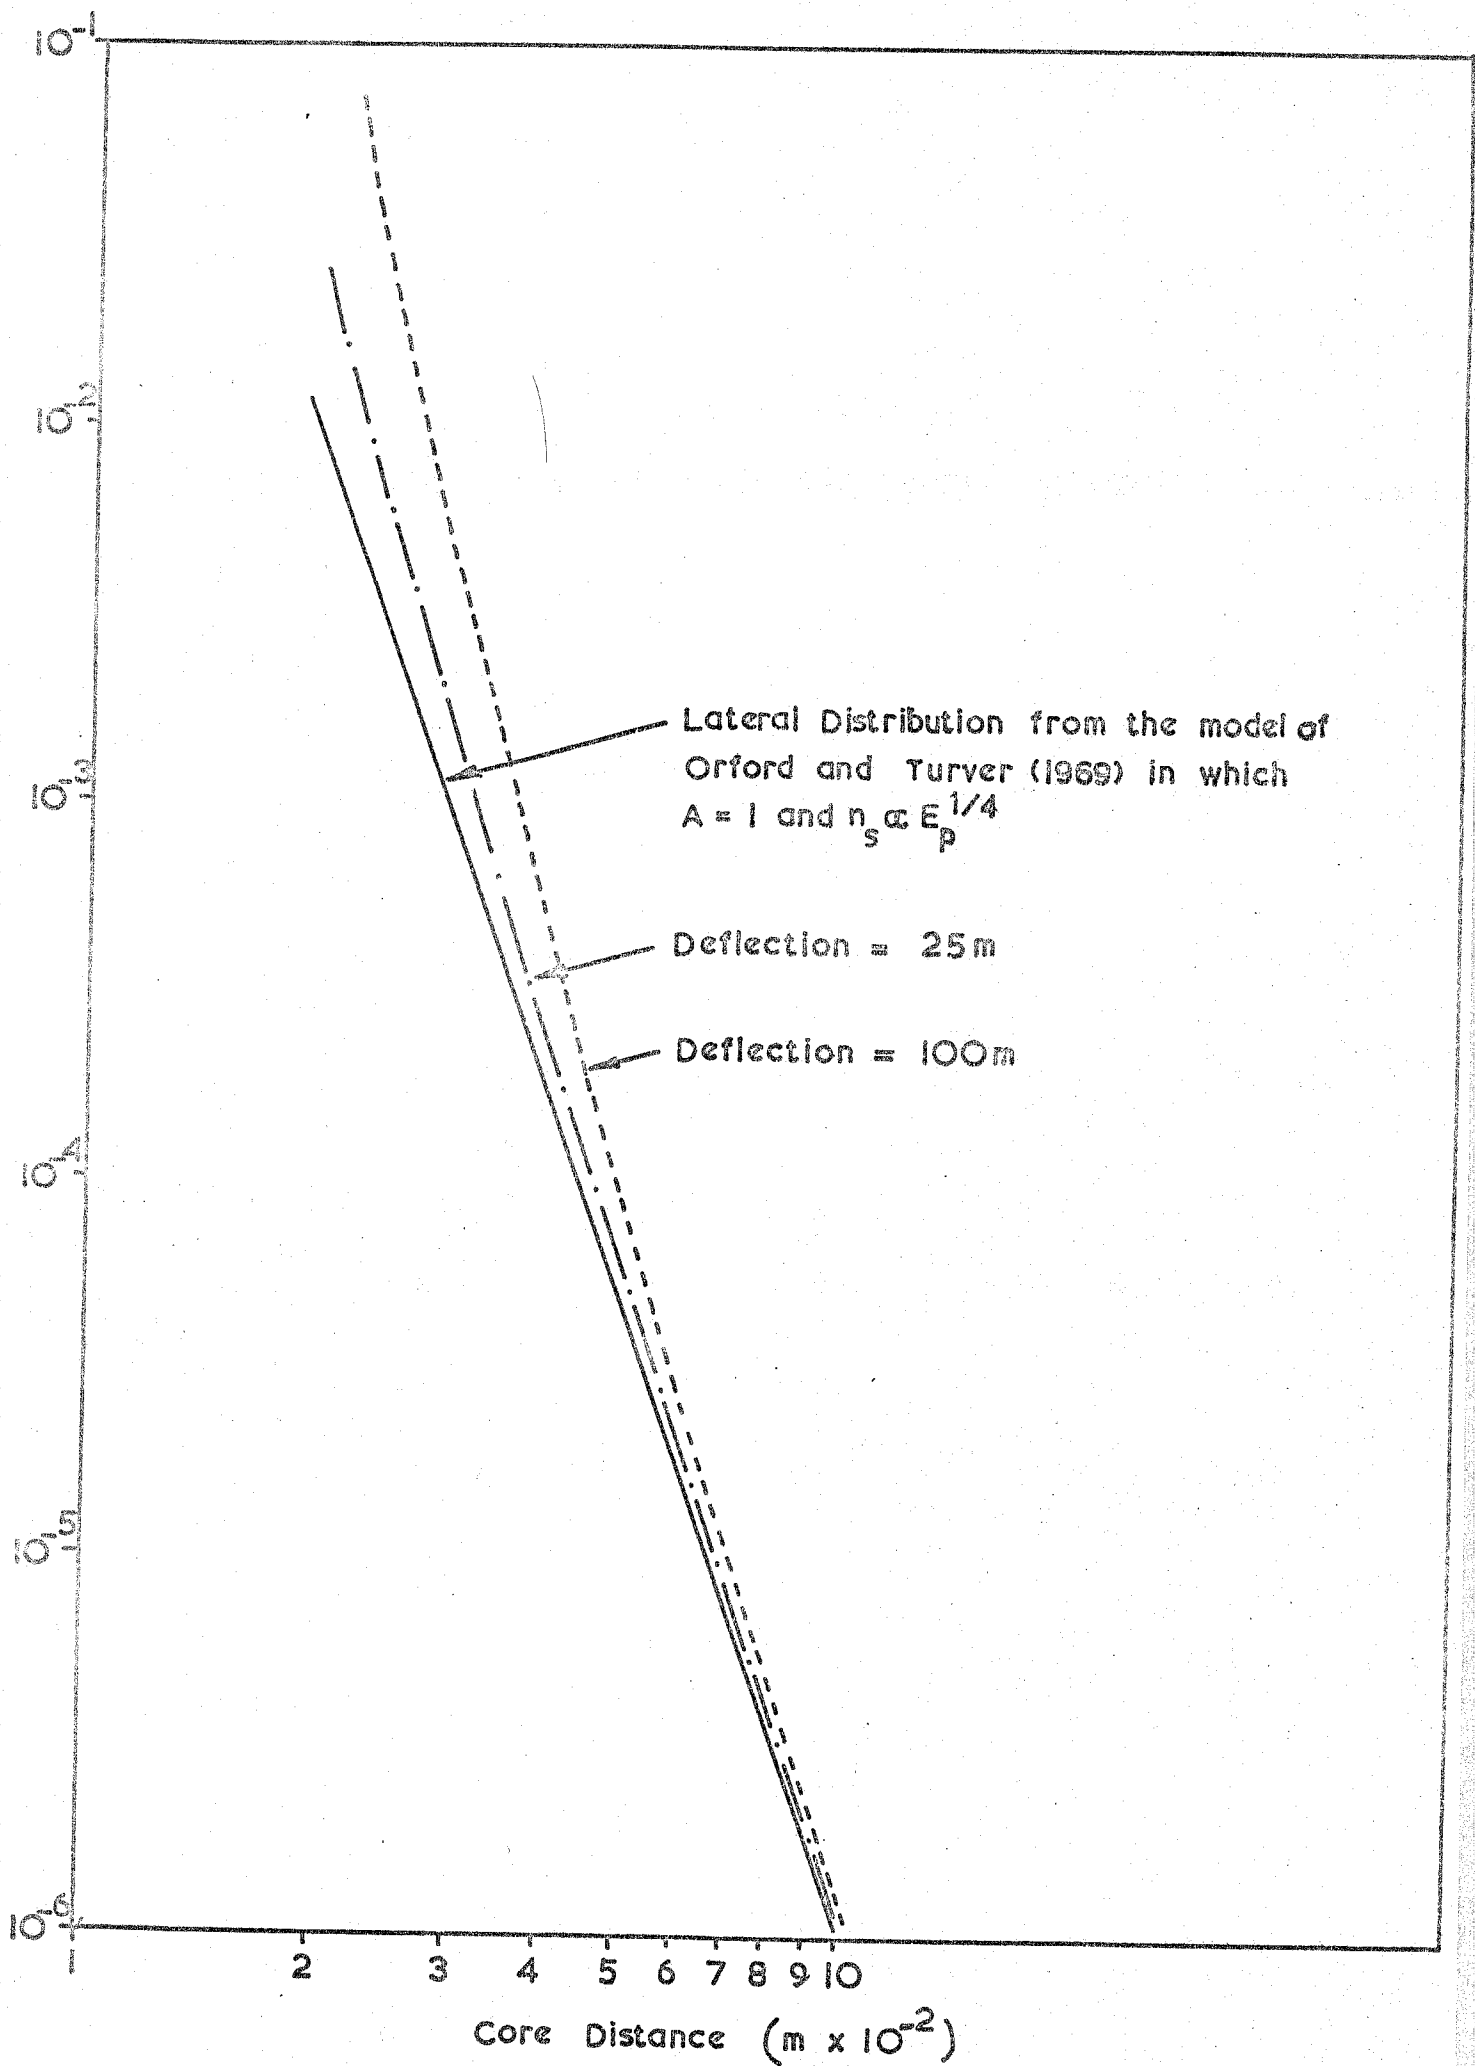 10⁻¹
10⁻²
10⁻³
10⁻⁴
10⁻⁵
10⁻⁶
Lateral Distribution from the model of
Orford and Turver (1969) in which
A = 1 and nₛ ∝ Eₚ^1/4
Deflection = 25m
Deflection = 100m
1 2 3 4 5 6 7 8 9 10
Core Distance (m x 10⁻²)